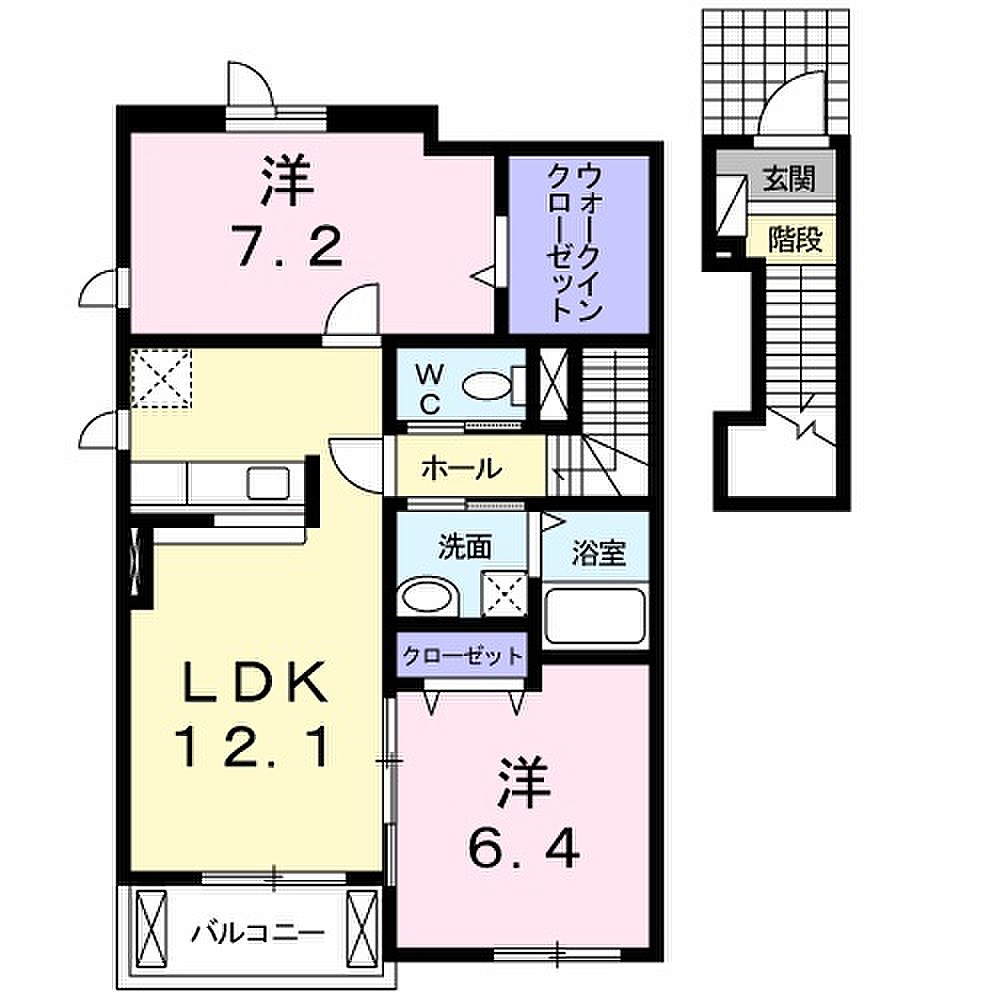 洋
7.2
ウォークイン
クローゼット
玄関
階段
W
C
ホール
洗面
浴室
クローゼット
LDK
12.1
洋
6.4
バルコニー